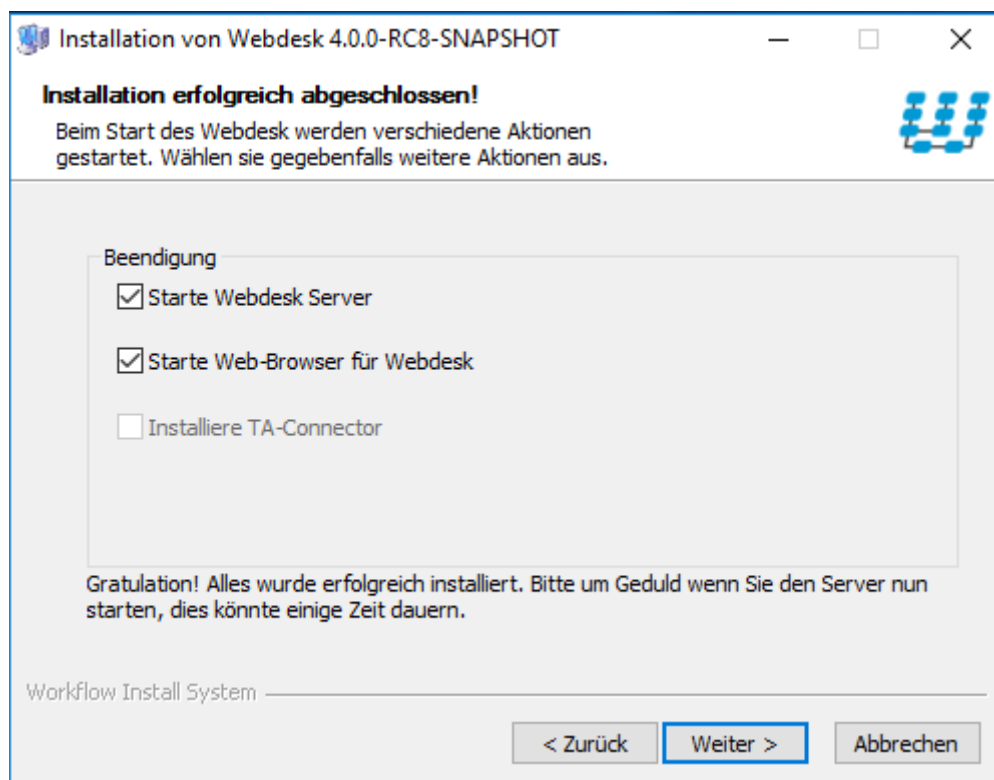 Installation von Webdesk 4.0.0-RC8-SNAPSHOT
Installation erfolgreich abgeschlossen!
Beim Start des Webdesk werden verschiedene Aktionen
gestartet. Wählen sie gegebenfalls weitere Aktionen aus.
Beendigung
Starte Webdesk Server
Starte Web-Browser für Webdesk
Installiere TA-Connector
Gratulation! Alles wurde erfolgreich installiert. Bitte um Geduld wenn Sie den Server nun
starten, dies könnte einige Zeit dauern.
Workflow Install System
< Zurück Weiter > Abbrechen